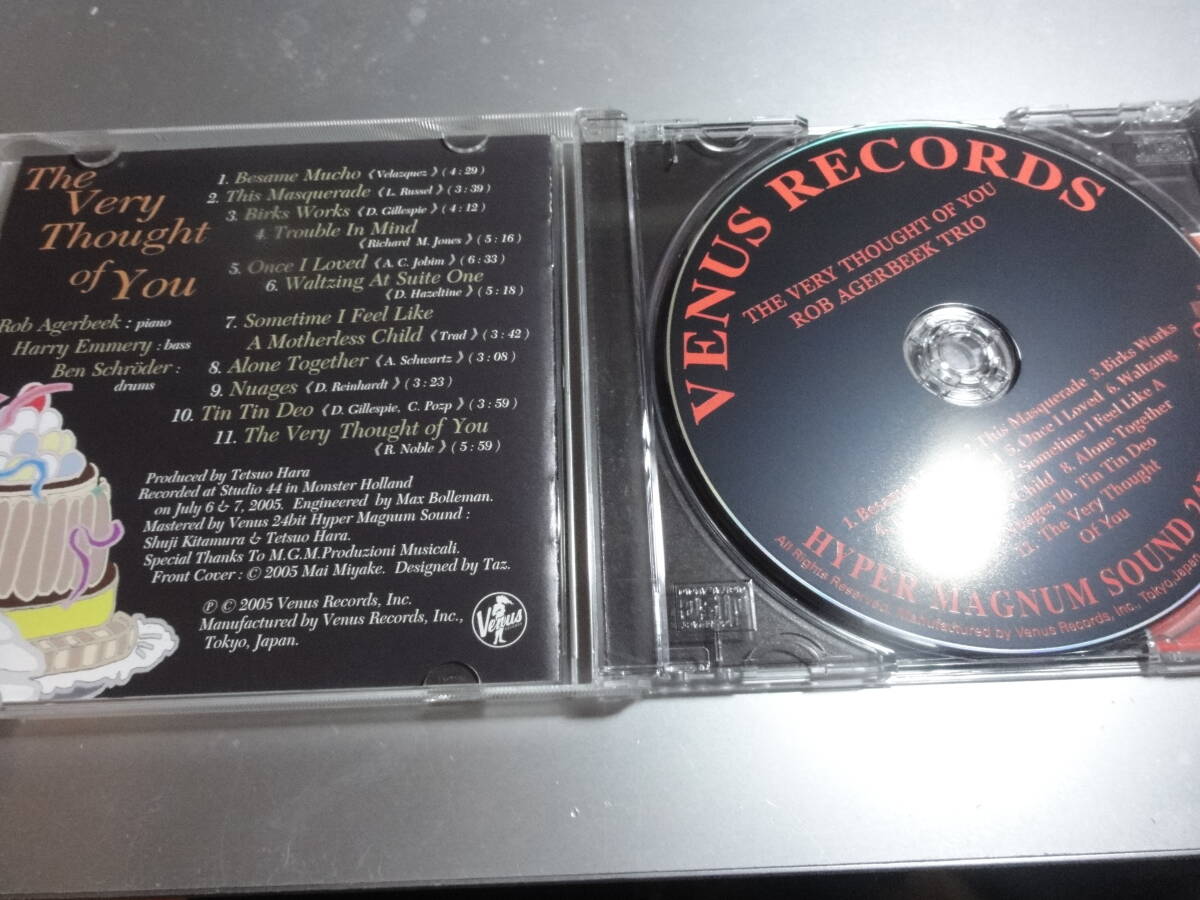 The
Very
Thought
of You
Rob Agerbeek : piano
Harry Emmery : bass
Ben Schröder :
drums
1. Besame Mucho 《Velazquez》 (4:29)
2. This Masquerade 《L. Russel》 (3:39)
3. Birks Works 《D. Gillespie》 (4:12)
4. Trouble In Mind
《Richard M. Jones》 (5:16)
5. Once I Loved 《A. C. Jobim》 (6:33)
6. Waltzing At Suite One
《D. Hazeltine》 (5:18)
7. Sometime I Feel Like
A Motherless Child 《Trad》 (3:42)
8. Alone Together 《A. Schwartz》 (3:08)
9. Nuages 《D. Reinhardt》 (3:23)
10. Tin Tin Deo 《D. Gillespie, C. Pozp》 (3:59)
11. The Very Thought of You
《R. Noble》 (5:59)
Produced by Tetsuo Hara
Recorded at Studio 44 in Monster Holland
on July 6 & 7, 2005. Engineered by Max Bolleman.
Mastered by Venus 24bit Hyper Magnum Sound :
Shuji Kitamura & Tetsuo Hara.
Special Thanks To M.G.M.Produzioni Musicali.
Front Cover : © 2005 Mai Miyake. Designed by Taz.
℗ © 2005 Venus Records, Inc.
Manufactured by Venus Records, Inc.,
Tokyo, Japan.
Venus
VENUS RECORDS
THE VERY THOUGHT OF YOU
ROB AGERBEEK TRIO
This Masquerade 3. Birks Works
5. Once I Loved 6. Waltzing
Sometime I Feel Like A
8. Alone Together
10. Tin Tin Deo
11. The Very Thought
Of You
HYPER MAGNUM SOUND
All Rights Reserved. Manufactured by Venus Records, Inc., Tokyo, Japan